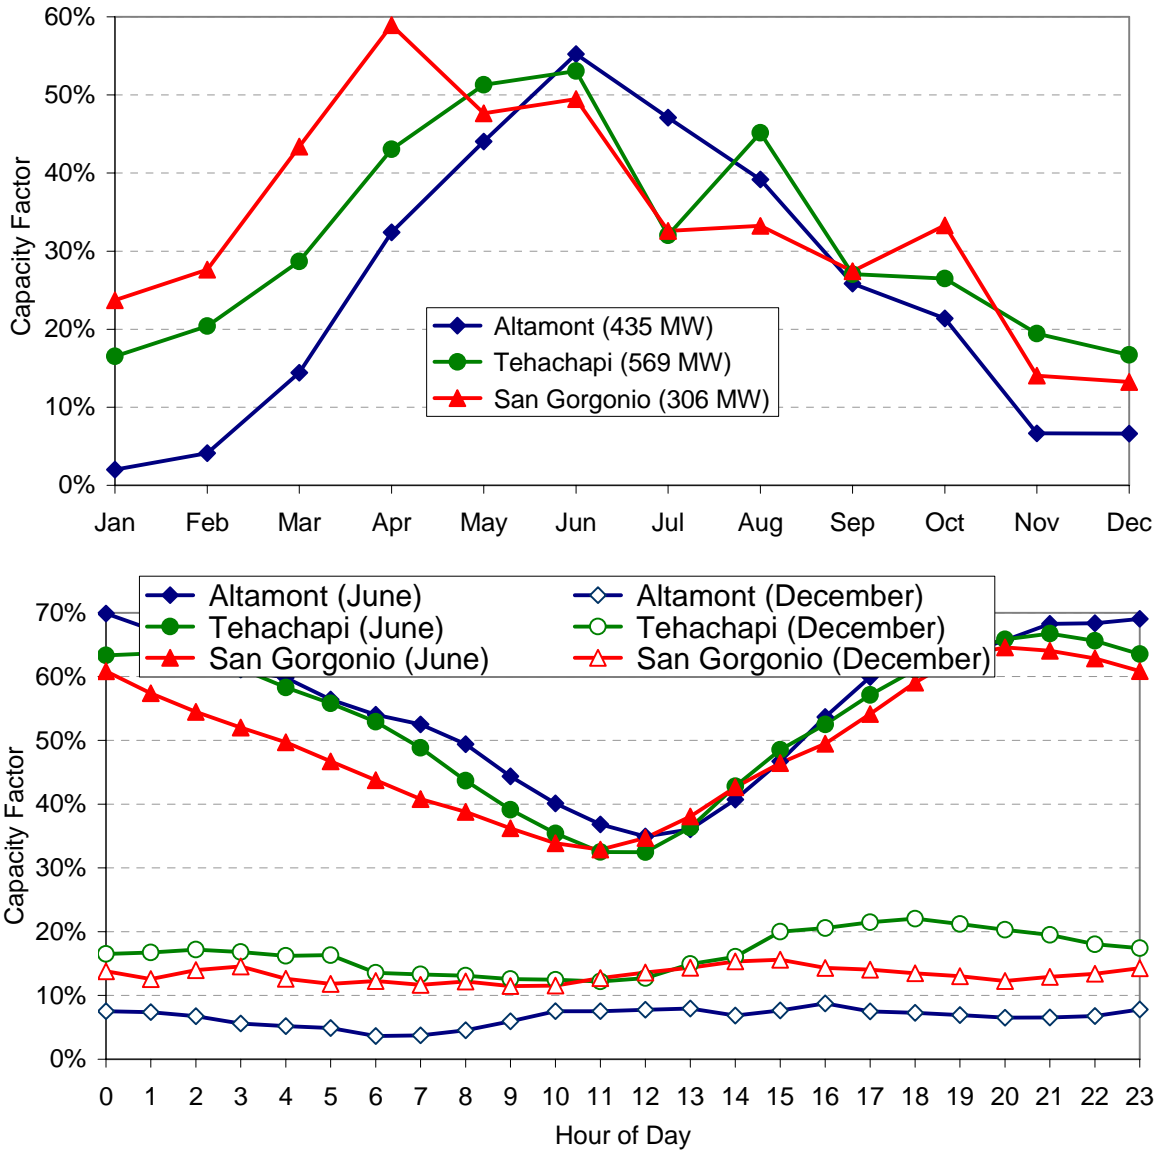 60%
50%
40%
30%
20%
10%
0%
Capacity Factor
Altamont (435 MW)
Tehachapi (569 MW)
San Gorgonio (306 MW)
Jan Feb Mar Apr May Jun Jul Aug Sep Oct Nov Dec
Altamont (June) Altamont (December)
Tehachapi (June) Tehachapi (December)
San Gorgonio (June) San Gorgonio (December)
70%
60%
50%
40%
30%
20%
10%
0%
Capacity Factor
0 1 2 3 4 5 6 7 8 9 10 11 12 13 14 15 16 17 18 19 20 21 22 23
Hour of Day